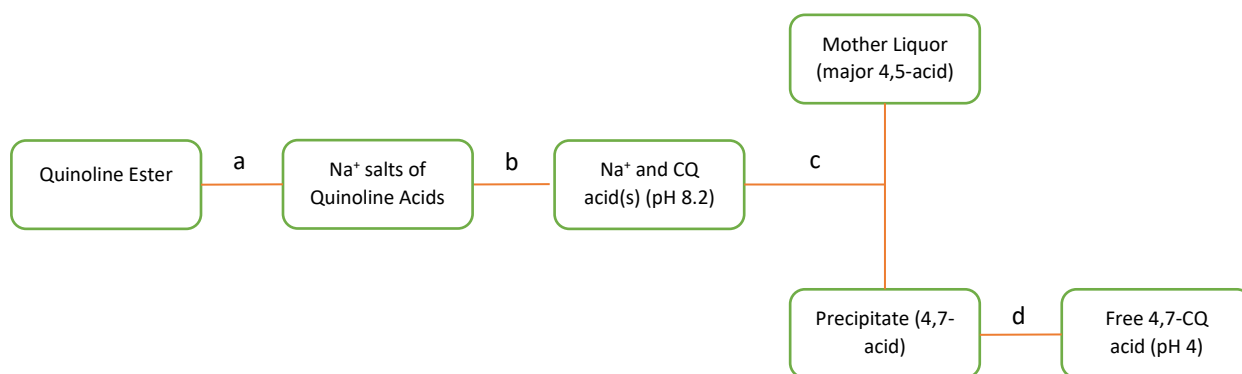 Mother Liquor
(major 4,5-acid)
Quinoline Ester
a
Na⁺ salts of
Quinoline Acids
b
Na⁺ and CQ
acid(s) (pH 8.2)
c
Precipitate (4,7-
acid)
d
Free 4,7-CQ
acid (pH 4)